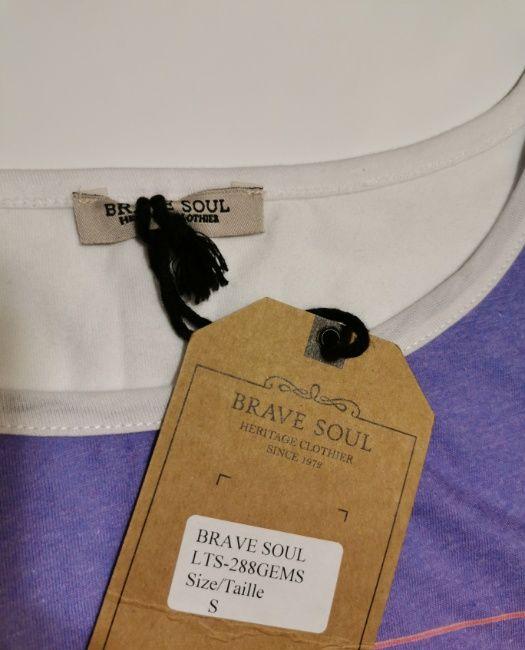 BRAVE SOUL
HERITAGE CLOTHIER
BRAVE SOUL
HERITAGE CLOTHIER
SINCE 1979
BRAVE SOUL
LTS-288GEMS
Size/Taille
S